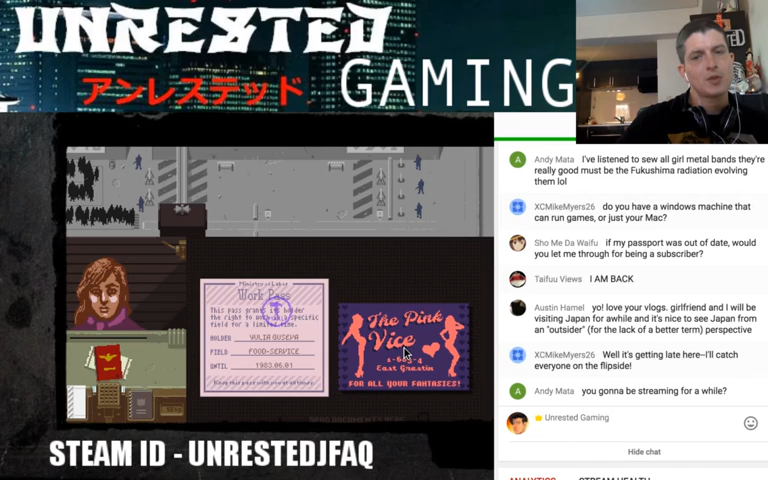 UNRESTED
アンレステッド
GAMING
Ministry of Labor
Work Pass
This pass grants its holder
the right to work in a specific
field for a limited time.
HOLDER YULIA GUSEVA
FIELD FOOD-SERVICE
UNTIL 1983.06.01
The Pink
Vice
East Grestin
FOR ALL YOUR FANTASIES!
STEAM ID - UNRESTEDJFAQ
A Andy Mata I've listened to sew all girl metal bands they're
really good must be the Fukushima radiation evolving
them lol
XCMikeMyers26 do you have a windows machine that
can run games, or just your Mac?
Sho Me Da Waifu if my passport was out of date, would
you let me through for being a subscriber?
Taifuu Views I AM BACK
Austin Hamel yo! love your vlogs. girlfriend and I will be
visiting Japan for awhile and it's nice to see Japan from
an "outsider" (for the lack of a better term) perspective
XCMikeMyers26 Well it's getting late here--I'll catch
everyone on the flipside!
A Andy Mata you gonna be streaming for a while?
Unrested Gaming
Hide chat
ANALYTICS STREAM HEALTH